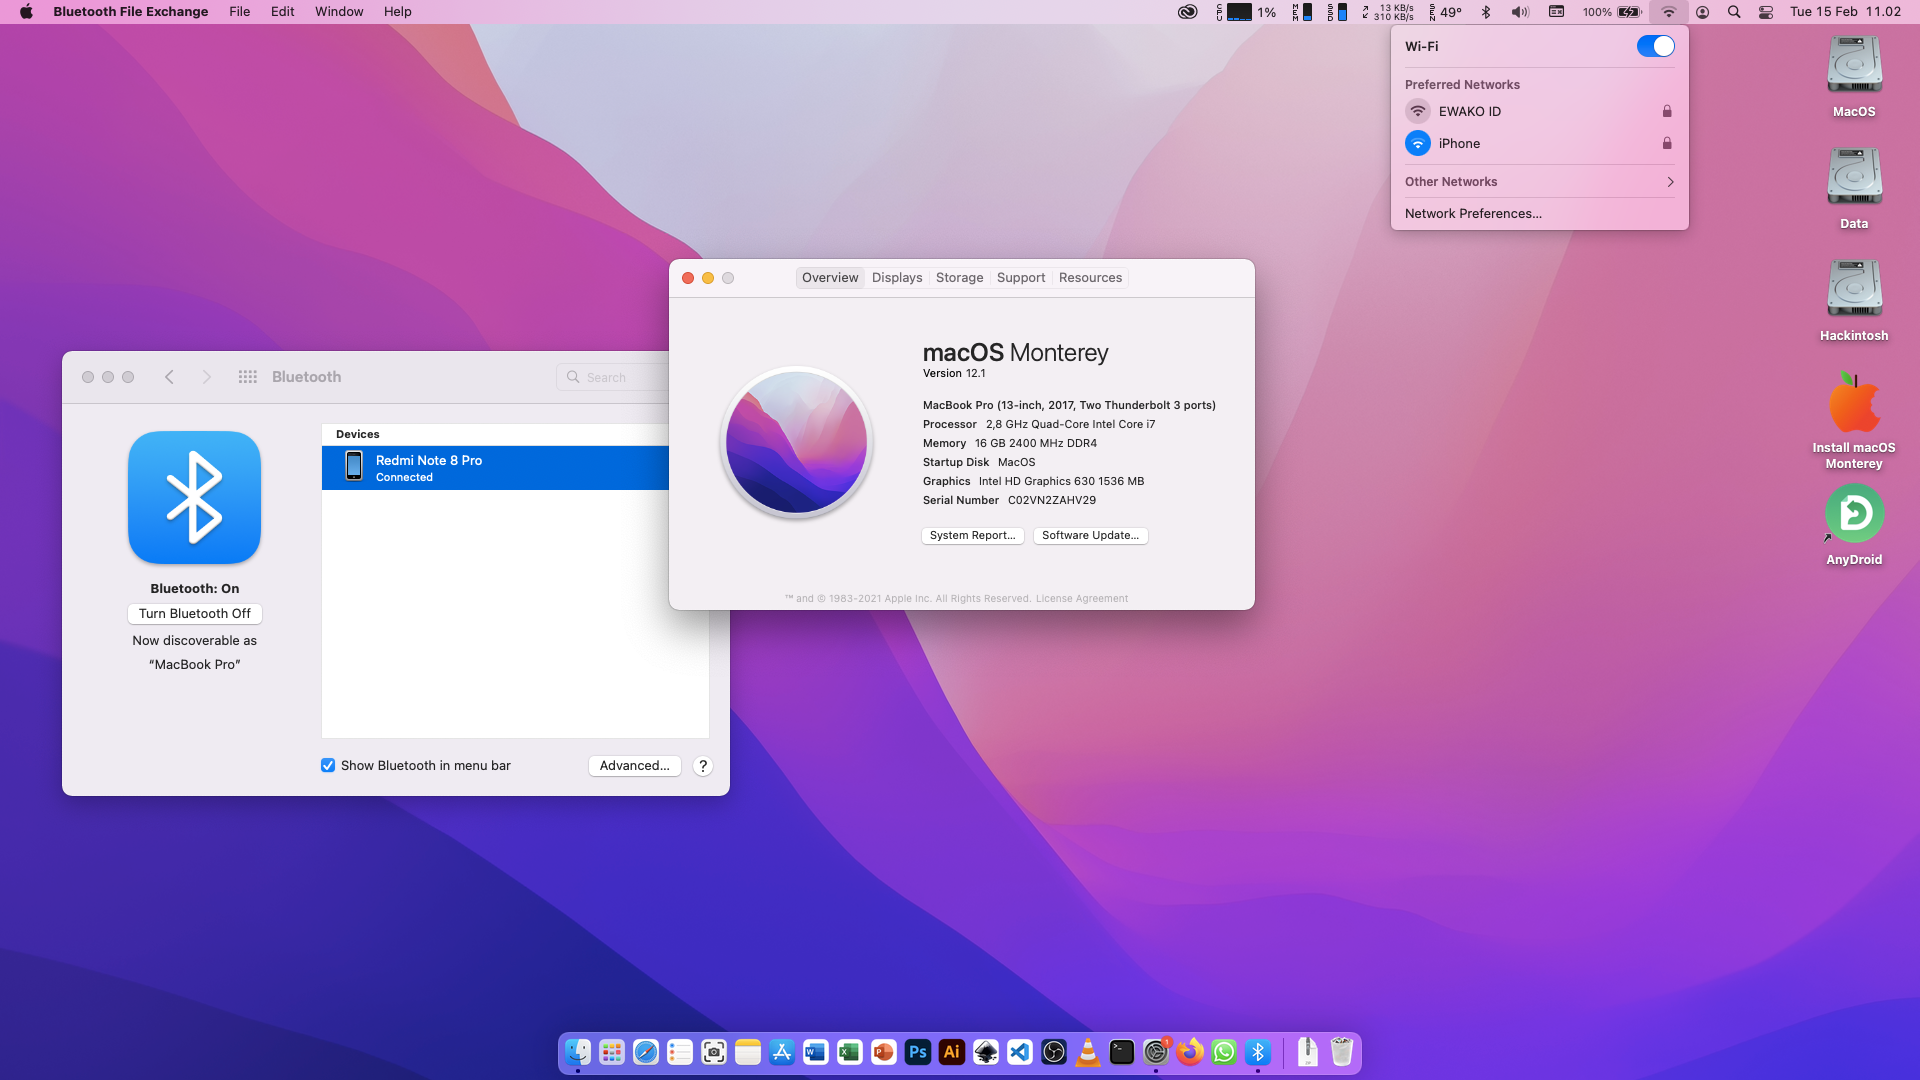 Bluetooth File Exchange File Edit Window Help
CPU 1% MEM SSD 13 KB/s 310 KB/s SEN 49° 100% Tue 15 Feb 11.02
Wi-Fi
Preferred Networks
EWAKO ID
iPhone
Other Networks
Network Preferences...
MacOS
Data
Hackintosh
Install macOS
Monterey
AnyDroid
Overview Displays Storage Support Resources
macOS Monterey
Version 12.1
MacBook Pro (13-inch, 2017, Two Thunderbolt 3 ports)
Processor 2,8 GHz Quad-Core Intel Core i7
Memory 16 GB 2400 MHz DDR4
Startup Disk MacOS
Graphics Intel HD Graphics 630 1536 MB
Serial Number C02VN2ZAHV29
System Report... Software Update...
™ and © 1983-2021 Apple Inc. All Rights Reserved. License Agreement
Bluetooth
Search
Devices
Redmi Note 8 Pro
Connected
Bluetooth: On
Turn Bluetooth Off
Now discoverable as
“MacBook Pro”
Show Bluetooth in menu bar
Advanced... ?
W X P Ps Ai 1